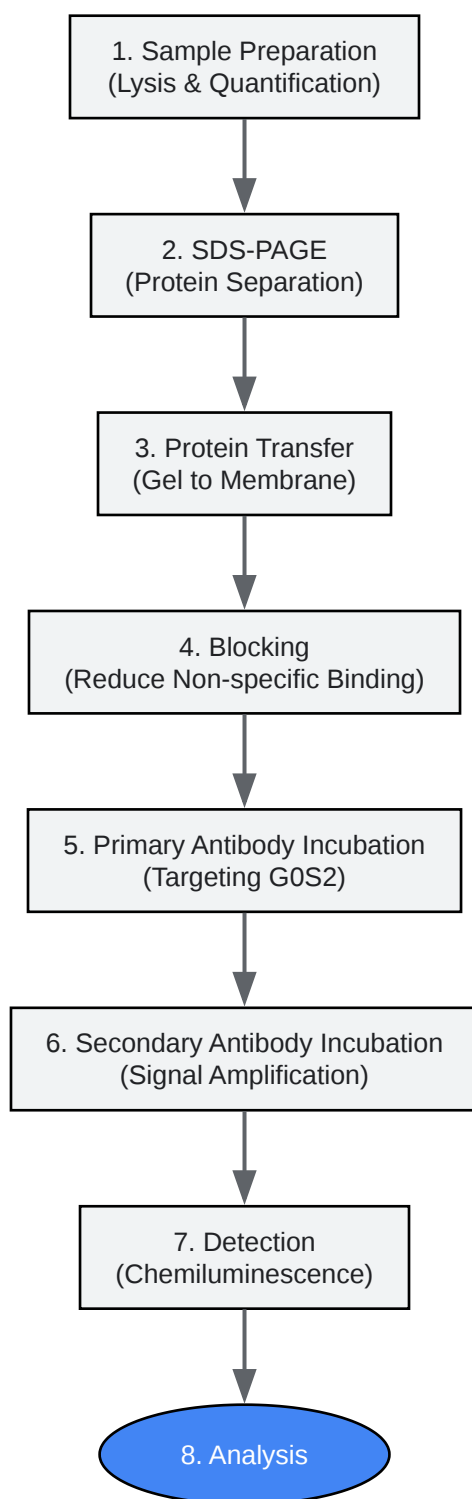 1. Sample Preparation
(Lysis & Quantification)
2. SDS-PAGE
(Protein Separation)
3. Protein Transfer
(Gel to Membrane)
4. Blocking
(Reduce Non-specific Binding)
5. Primary Antibody Incubation
(Targeting G0S2)
6. Secondary Antibody Incubation
(Signal Amplification)
7. Detection
(Chemiluminescence)
8. Analysis